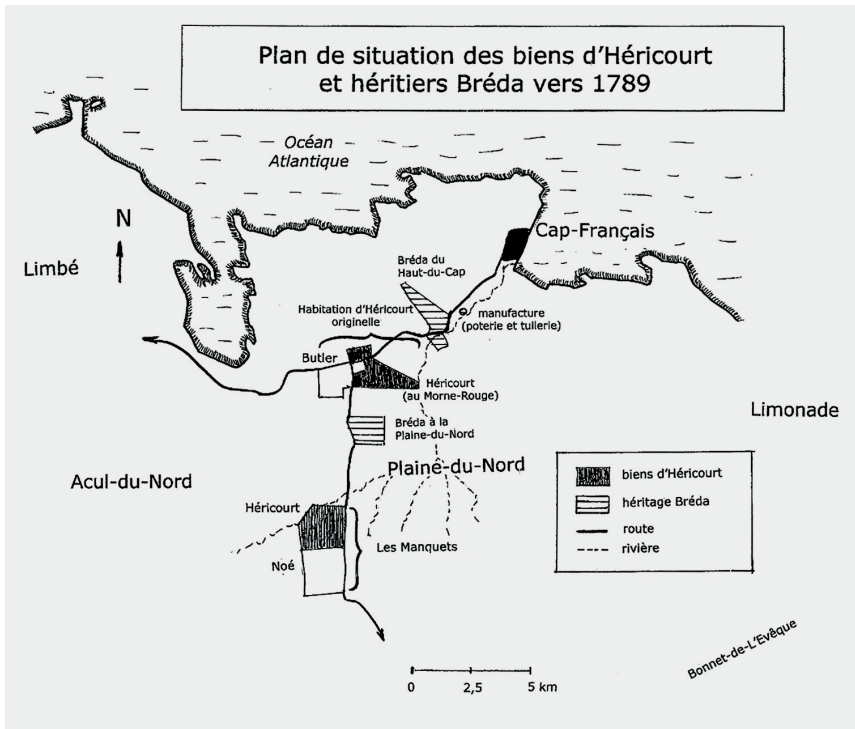 Plan de situation des biens d'Héricourt
et héritiers Bréda vers 1789
Océan
Atlantique
N
Cap-Français
Limbé
Bréda du
Haut-du-Cap
Habitation d'Héricourt
originelle
manufacture
(poterie et tuilerie)
Butler
Héricourt
(au Morne-Rouge)
Limonade
Bréda à la
Plaine-du-Nord
Plaine-du-Nord
Acul-du-Nord
biens d'Héricourt
héritage Bréda
route
rivière
Héricourt
Les Manquets
Noé
Bonnet-de-L'Evêque
0 2,5 5 km